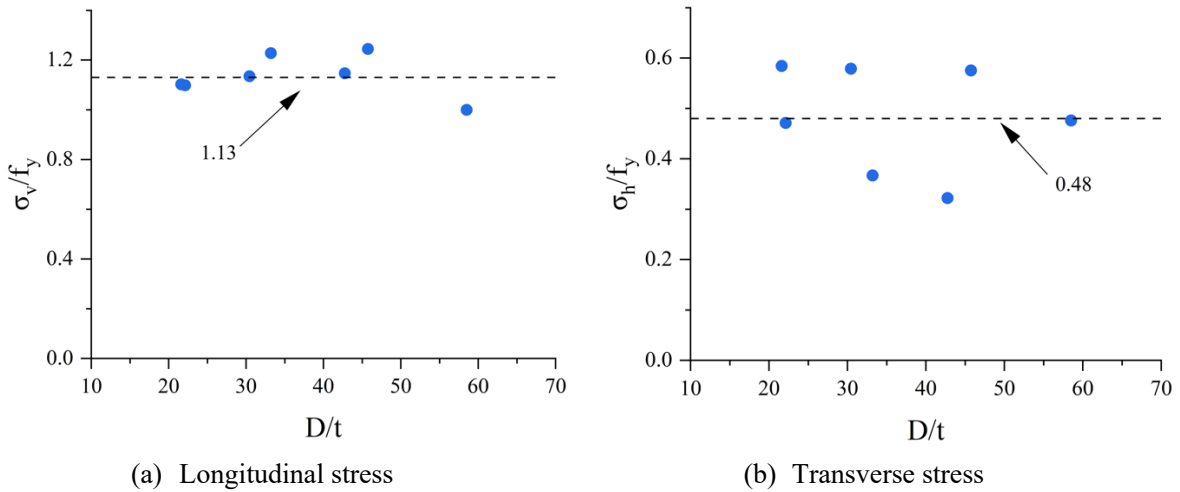 1.2
0.8
0.4
0.0
σv/fy
1.13
10 20 30 40 50 60 70
D/t
(a) Longitudinal stress
0.6
0.4
0.2
0.0
σh/fy
0.48
10 20 30 40 50 60 70
D/t
(b) Transverse stress